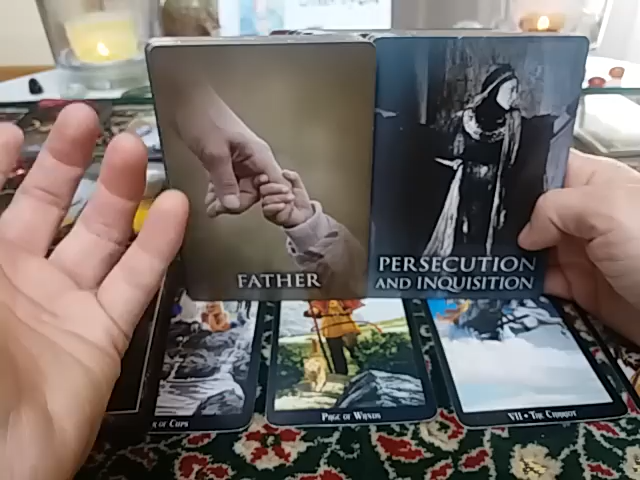 FATHER
PERSECUTION
AND INQUISITION
OF CUPS
PAGE OF WANDS
VII • THE CHARIOT